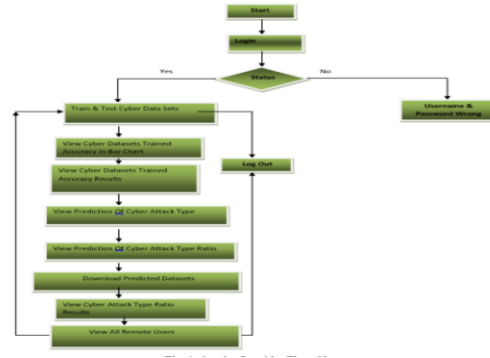 Start
Login
Status
Yes
No
Train & Test Cyber Data Sets
Username &
Password Wrong
View Cyber Datasets Trained
Accuracy in Bar Chart
Log Out
View Cyber Datasets Trained
Accuracy Results
View Prediction Of Cyber Attack Type
View Prediction Of Cyber Attack Type Ratio
Download Predicted Datasets
View Cyber Attack Type Ratio
Results
View All Remote Users